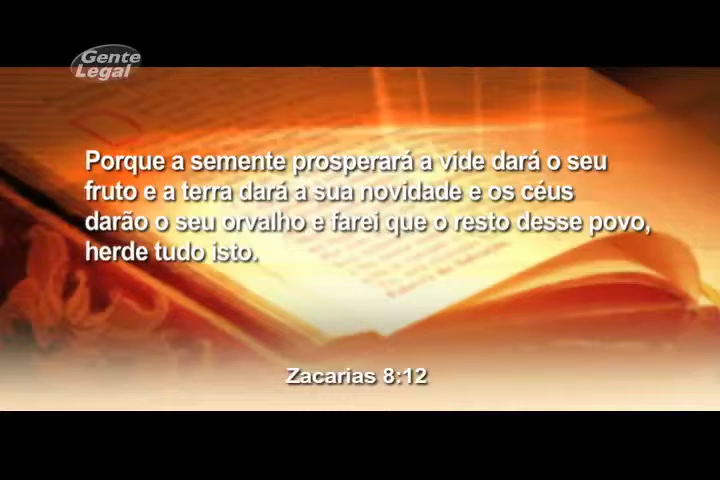 Gente
Legal
Porque a semente prosperará a vide dará o seu
fruto e a terra dará a sua novidade e os céus
darão o seu orvalho e farei que o resto desse povo,
herde tudo isto.
Zacarias 8:12